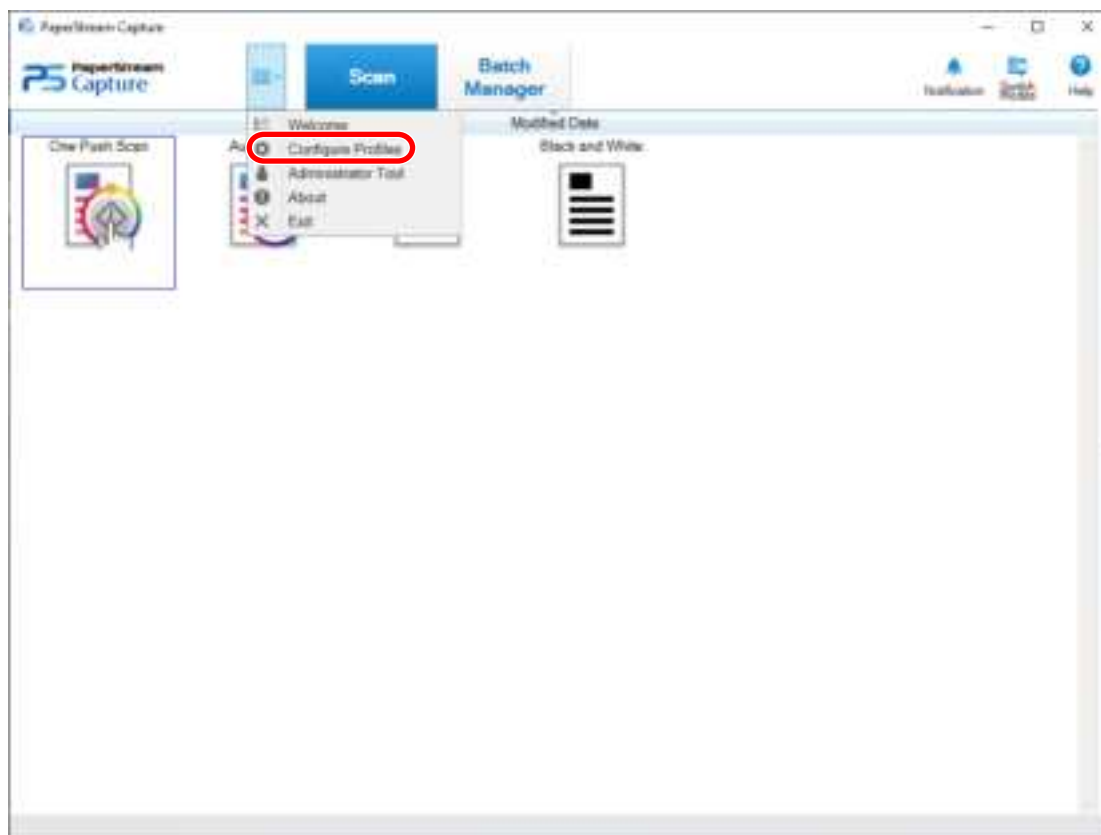 PaperStream Capture
PaperStream
Capture
Scan
Batch
Manager
Notification
Help
Welcome
Modified Date
One Push Scan
Au
Configure Profiles
Black and White
Administrator Tool
About
Exit